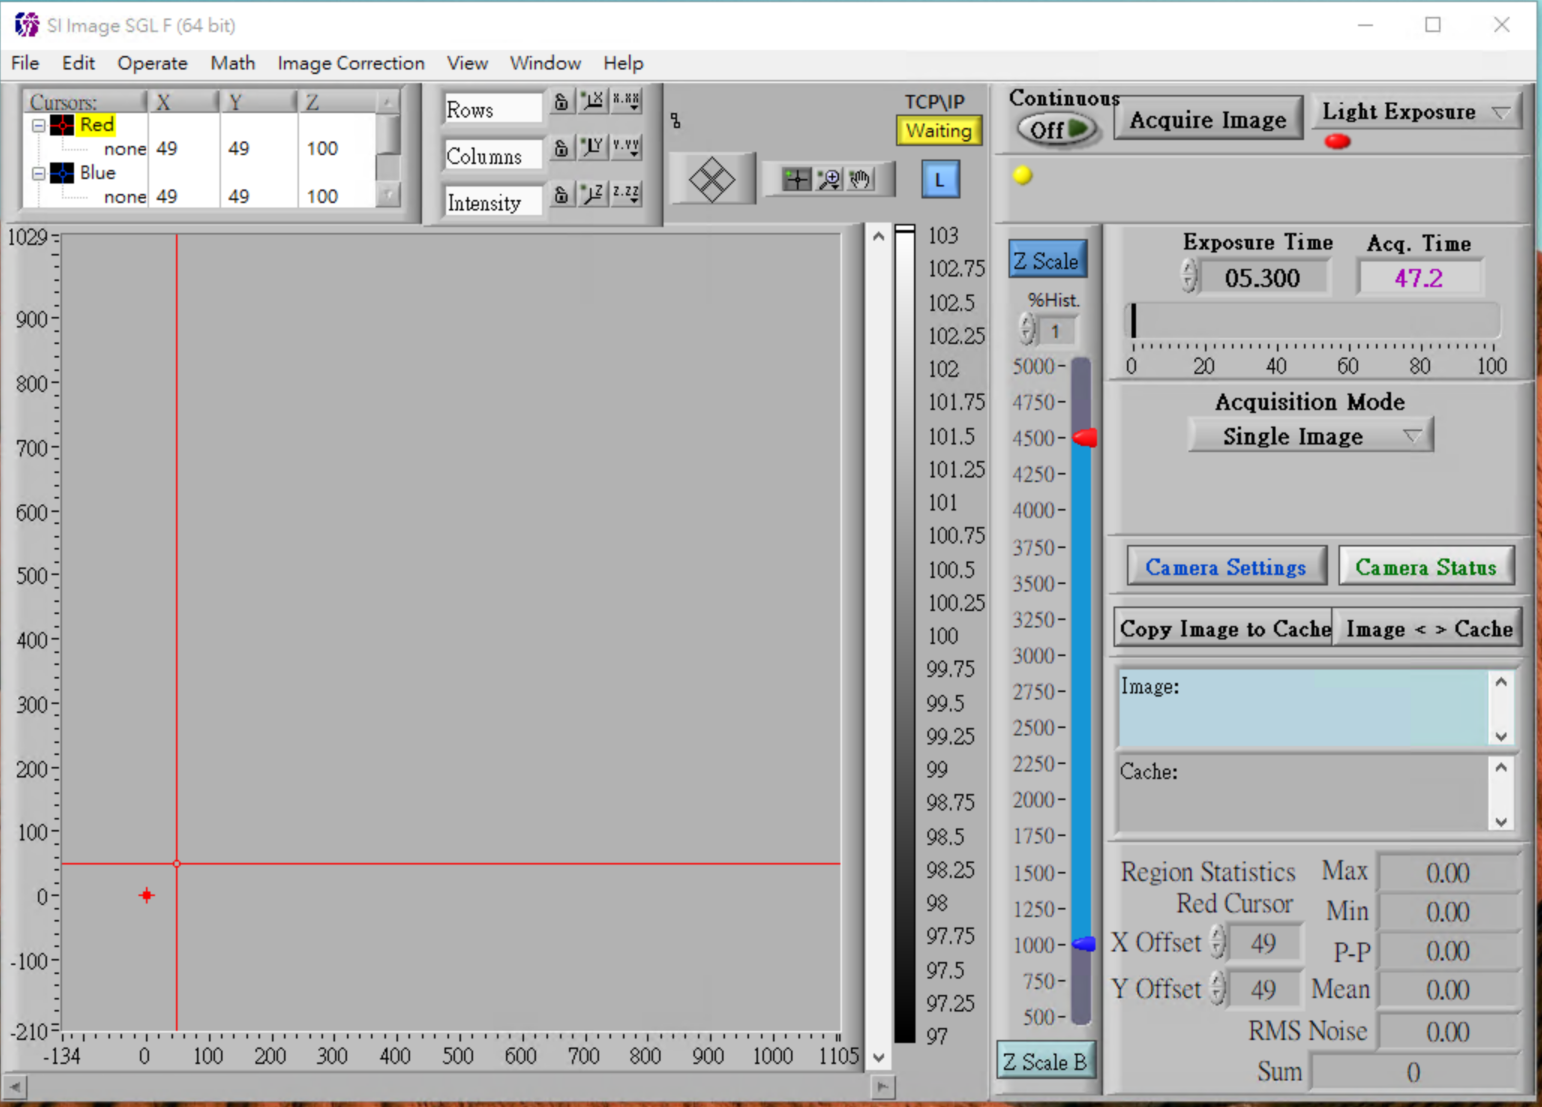 SI Image SGL F (64 bit)
File Edit Operate Math Image Correction View Window Help
Cursors: X Y Z
Red
none 49 49 100
Blue
none 49 49 100
Rows
Columns
Intensity
X X.XX
Y Y.YY
Z Z.ZZ
TCP\IP
Waiting
L
Continuous
Off
Acquire Image
Light Exposure
1029
900
800
700
600
500
400
300
200
100
0
-100
-210
-134 0 100 200 300 400 500 600 700 800 900 1000 1105
103
102.75
102.5
102.25
102
101.75
101.5
101.25
101
100.75
100.5
100.25
100
99.75
99.5
99.25
99
98.75
98.5
98.25
98
97.75
97.5
97.25
97
Z Scale
%Hist.
1
5000
4750
4500
4250
4000
3750
3500
3250
3000
2750
2500
2250
2000
1750
1500
1250
1000
750
500
Z Scale B
Exposure Time Acq. Time
05.300 47.2
0 20 40 60 80 100
Acquisition Mode
Single Image
Camera Settings Camera Status
Copy Image to Cache Image < > Cache
Image:
Cache:
Region Statistics
Red Cursor
X Offset 49
Y Offset 49
Max 0.00
Min 0.00
P-P 0.00
Mean 0.00
RMS Noise 0.00
Sum 0